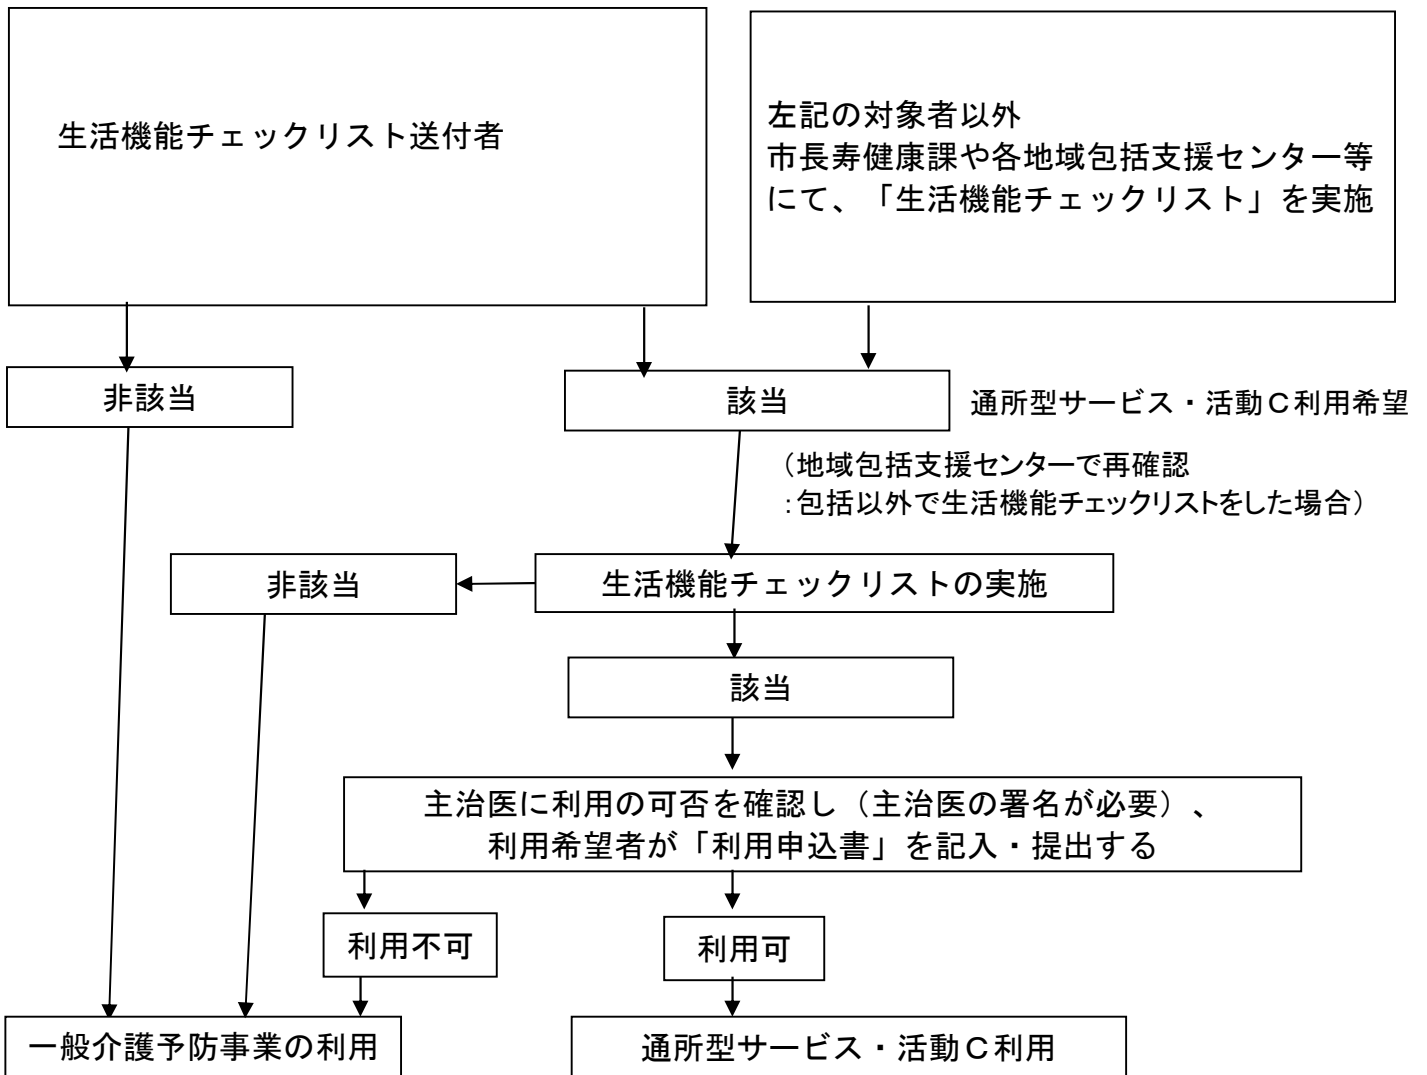 生活機能チェックリスト送付者
左記の対象者以外
市長寿健康課や各地域包括支援センター等
にて、「生活機能チェックリスト」を実施
非該当
該当
通所型サービス・活動Ｃ利用希望
（地域包括支援センターで再確認
：包括以外で生活機能チェックリストをした場合）
非該当
生活機能チェックリストの実施
該当
主治医に利用の可否を確認し（主治医の署名が必要）、
利用希望者が「利用申込書」を記入・提出する
利用不可
利用可
一般介護予防事業の利用
通所型サービス・活動Ｃ利用